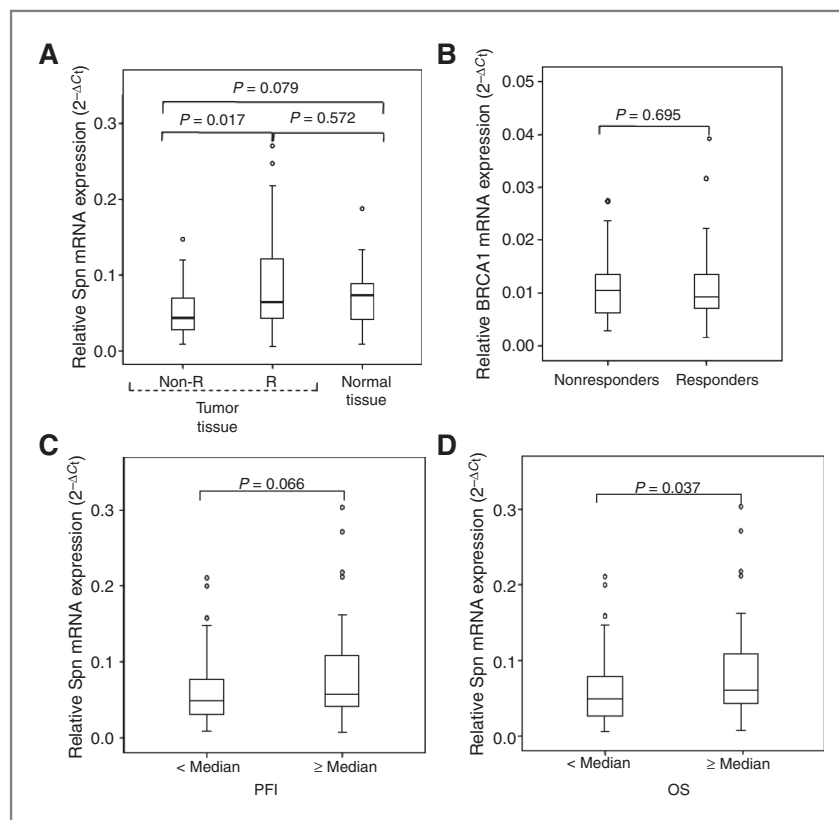 A
Relative Spn mRNA expression (2–ΔCt)
P = 0.079
P = 0.017
P = 0.572
0.3
0.2
0.1
0.0
Non-R
R
Normal
tissue
Tumor
tissue
B
Relative BRCA1 mRNA expression (2–ΔCt)
0.05
P = 0.695
0.04
0.03
0.02
0.01
0.00
Nonresponders
Responders
C
Relative Spn mRNA expression (2–ΔCt)
P = 0.066
0.3
0.2
0.1
0.0
< Median
≥ Median
PFI
D
Relative Spn mRNA expression (2–ΔCt)
P = 0.037
0.3
0.2
0.1
0.0
< Median
≥ Median
OS